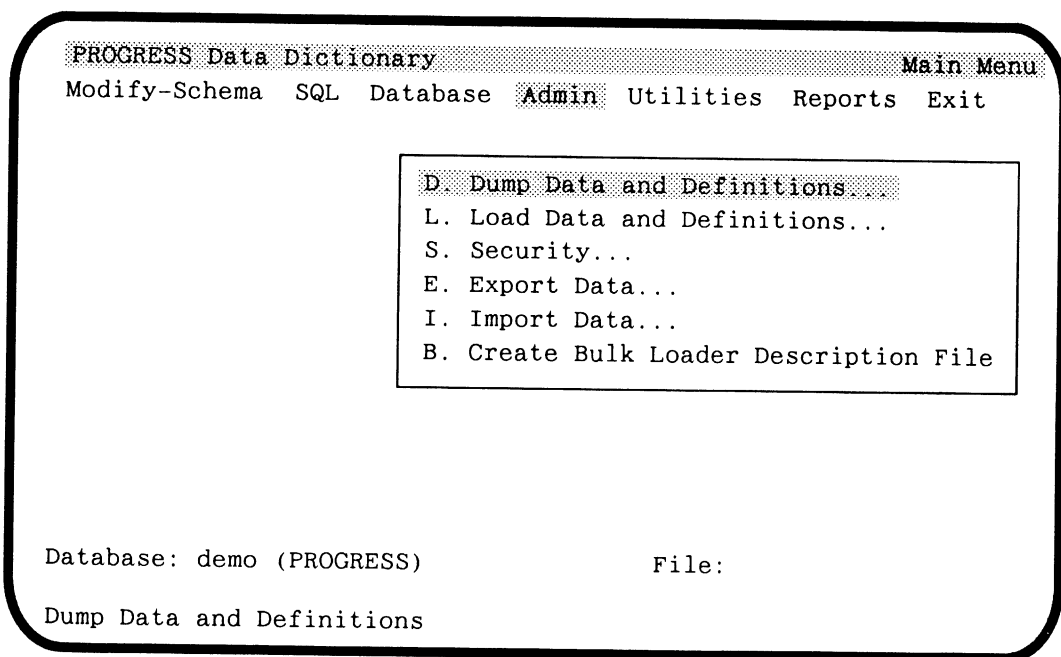 PROGRESS Data Dictionary Main Menu
Modify-Schema SQL Database Admin Utilities Reports Exit
D. Dump Data and Definitions...
L. Load Data and Definitions...
S. Security...
E. Export Data...
I. Import Data...
B. Create Bulk Loader Description File
Database: demo (PROGRESS) File:
Dump Data and Definitions